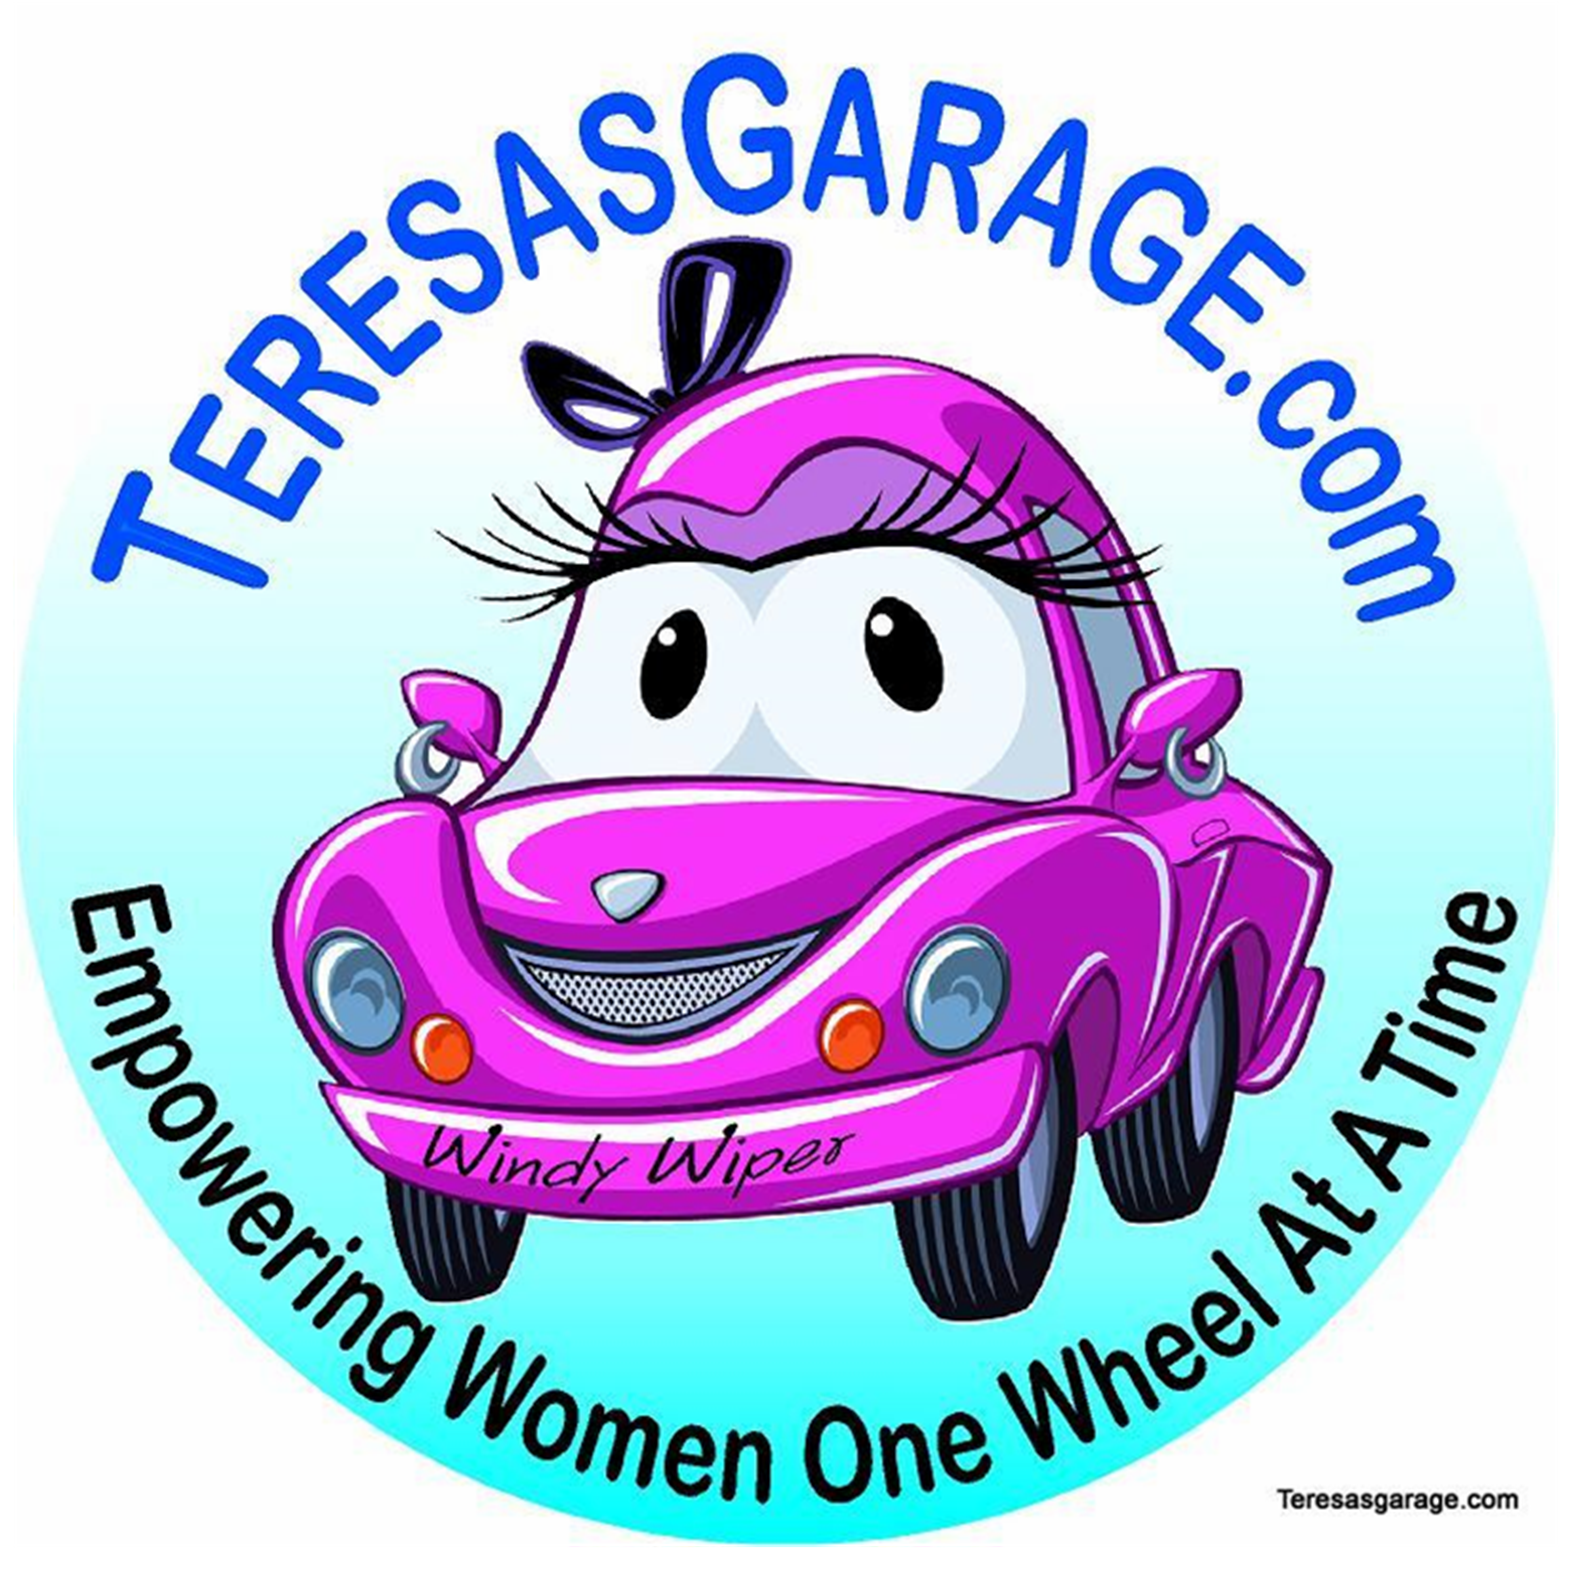 TERESASGARAGE.com
Windy Wiper
Empowering Women One Wheel At A Time
Teresasgarage.com